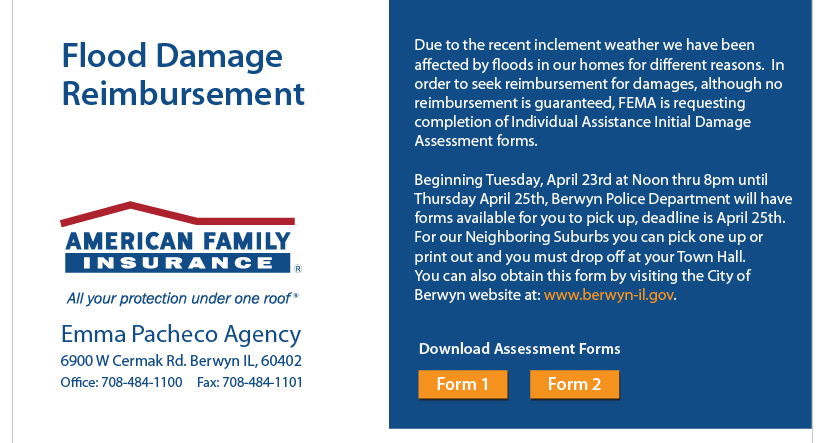 Flood Damage
Reimbursement
AMERICAN FAMILY
INSURANCE ®
All your protection under one roof ®
Emma Pacheco Agency
6900 W Cermak Rd. Berwyn IL, 60402
Office: 708-484-1100 Fax: 708-484-1101
Due to the recent inclement weather we have been
affected by floods in our homes for different reasons. In
order to seek reimbursement for damages, although no
reimbursement is guaranteed, FEMA is requesting
completion of Individual Assistance Initial Damage
Assessment forms.
Beginning Tuesday, April 23rd at Noon thru 8pm until
Thursday April 25th, Berwyn Police Department will have
forms available for you to pick up, deadline is April 25th.
For our Neighboring Suburbs you can pick one up or
print out and you must drop off at your Town Hall.
You can also obtain this form by visiting the City of
Berwyn website at: www.berwyn-il.gov.
Download Assessment Forms
Form 1 Form 2